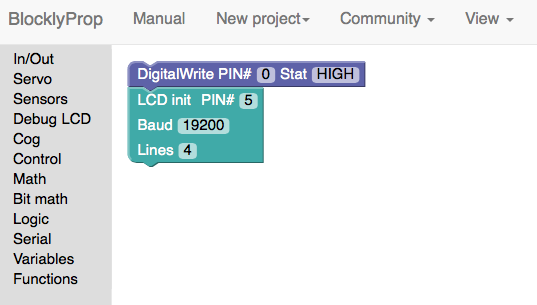 BlocklyProp Manual New project Community View
In/Out
Servo
Sensors
Debug LCD
Cog
Control
Math
Bit math
Logic
Serial
Variables
Functions
DigitalWrite PIN# 0 Stat HIGH
LCD init PIN# 5
Baud 19200
Lines 4